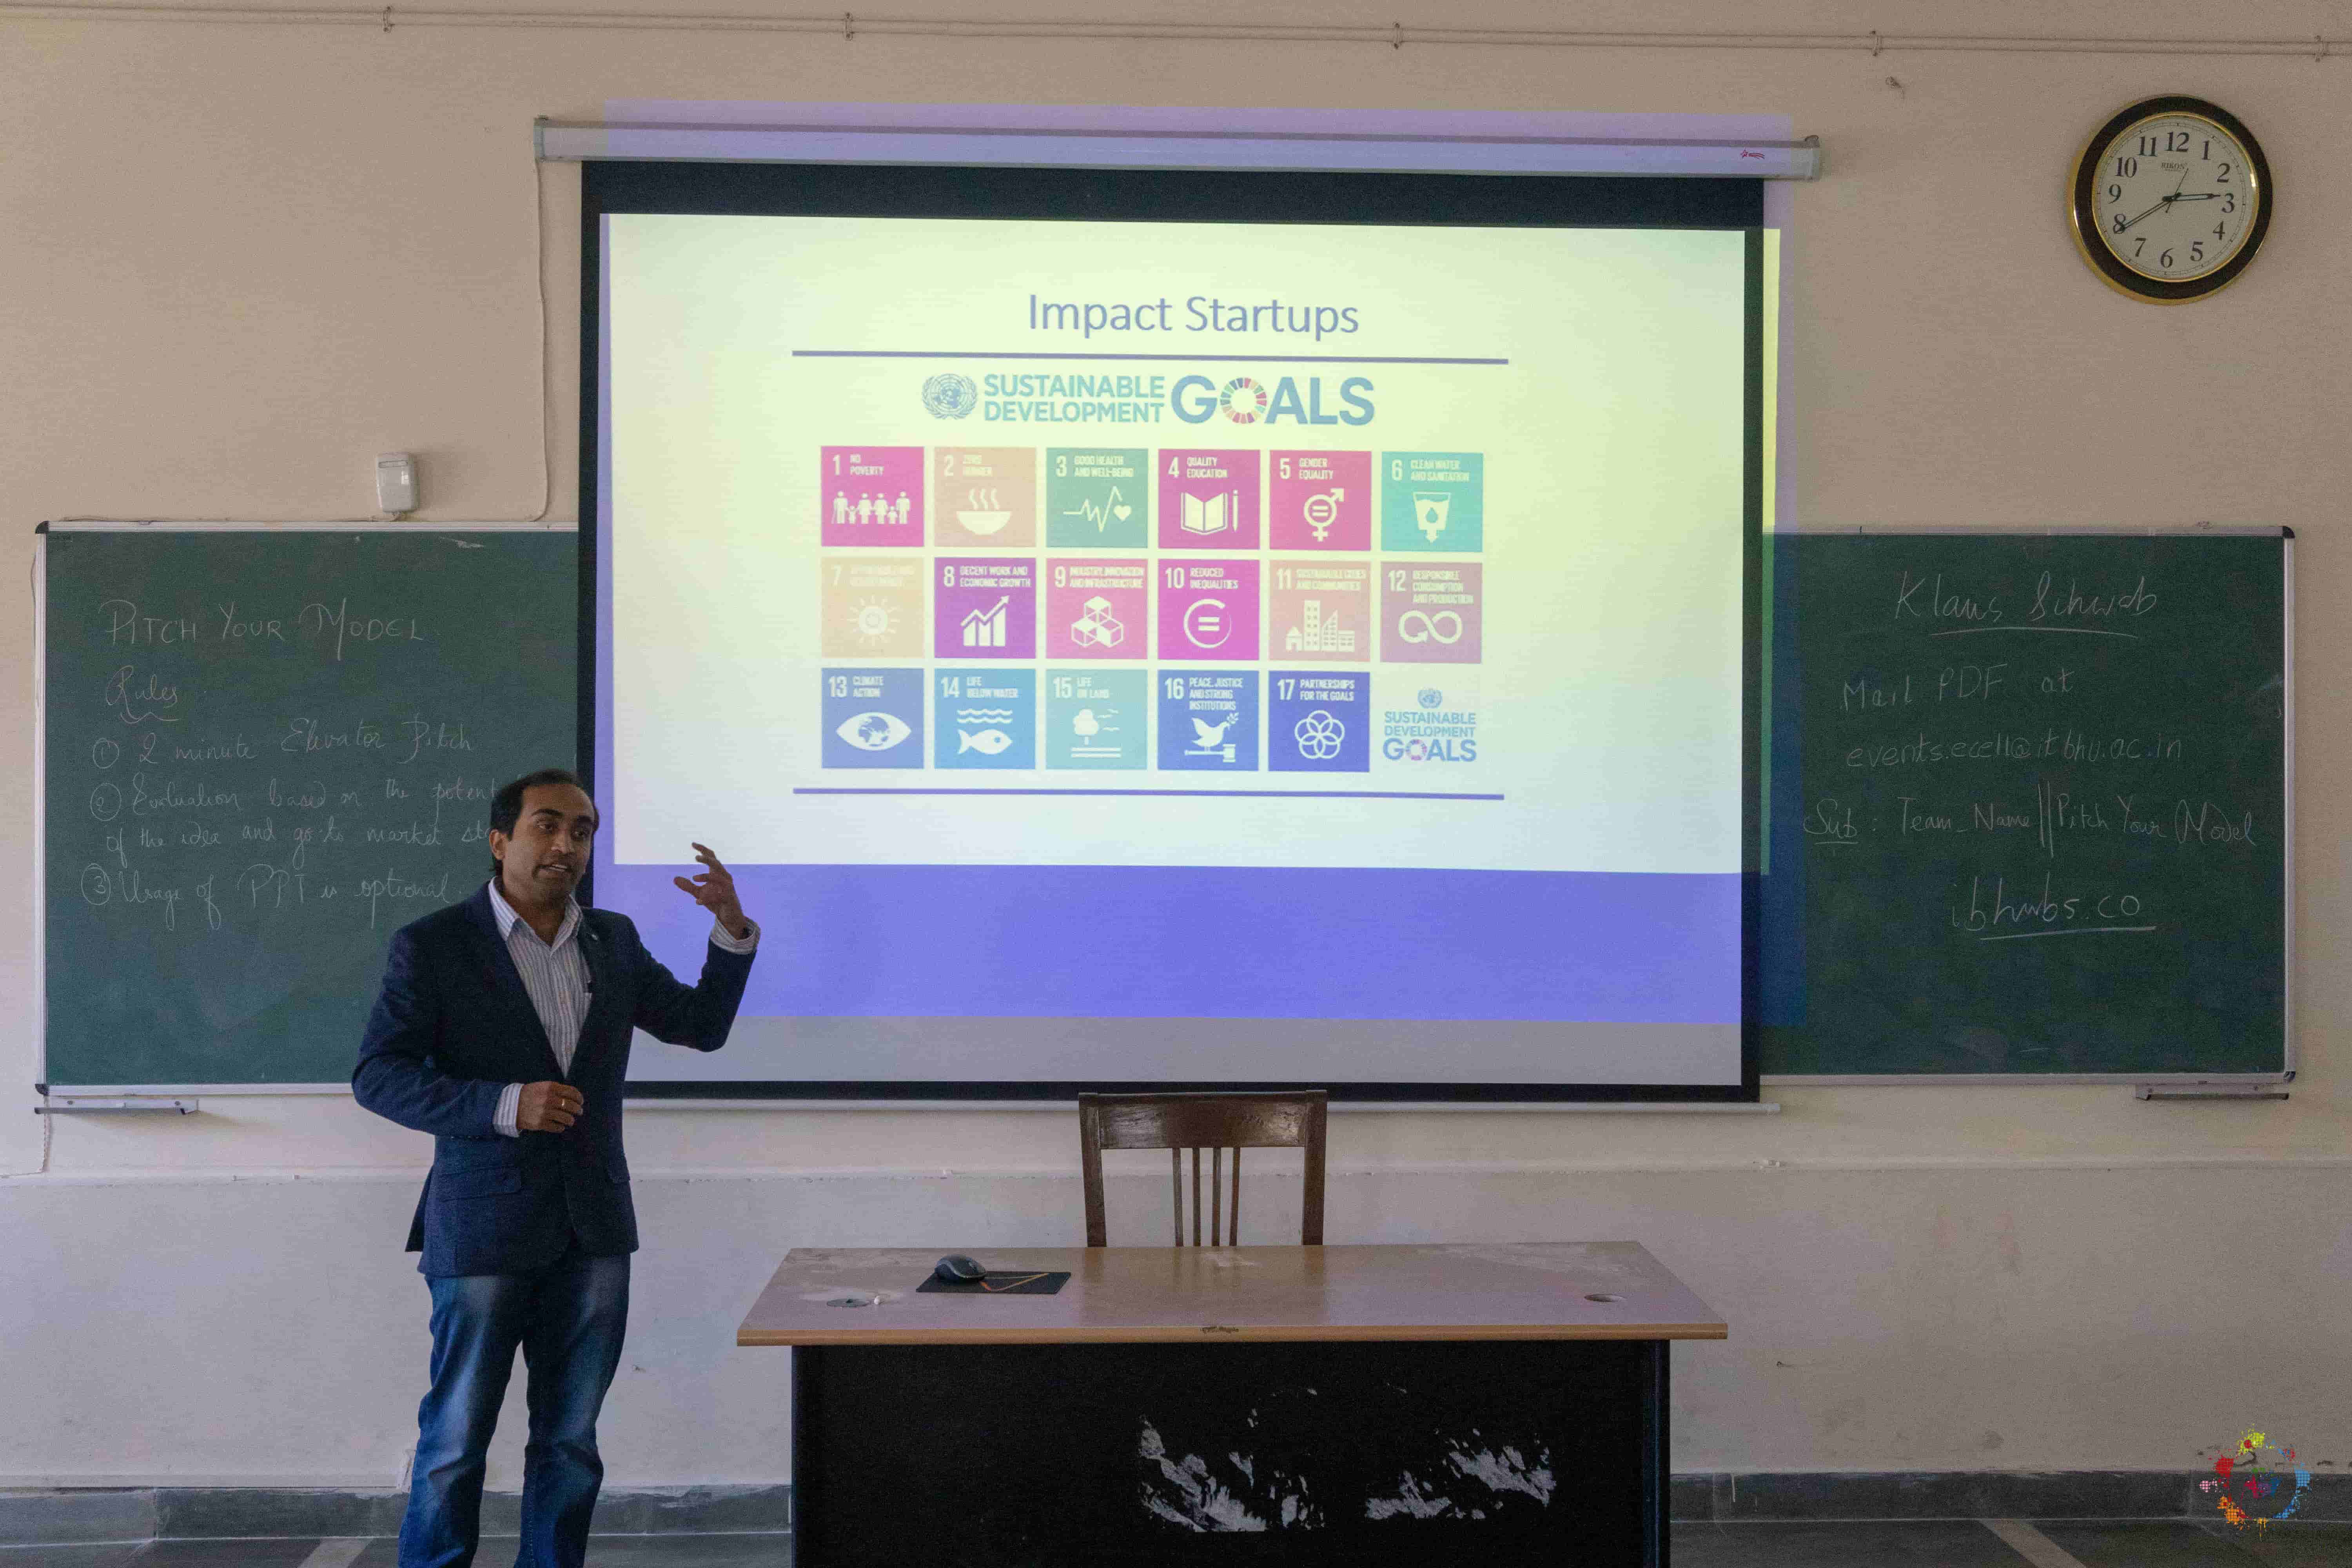 Impact Startups
SUSTAINABLE
DEVELOPMENT GOALS
1 NO
POVERTY
2 ZERO
HUNGER
3 GOOD HEALTH
AND WELL-BEING
4 QUALITY
EDUCATION
5 GENDER
EQUALITY
6 CLEAN WATER
AND SANITATION
7
8 DECENT WORK AND
ECONOMIC GROWTH
9 INDUSTRY, INNOVATION
AND INFRASTRUCTURE
10 REDUCED
INEQUALITIES
11 SUSTAINABLE CITIES
AND COMMUNITIES
12 RESPONSIBLE
CONSUMPTION
AND PRODUCTION
13 CLIMATE
ACTION
14 LIFE
BELOW WATER
15 LIFE
ON LAND
16 PEACE, JUSTICE
AND STRONG
INSTITUTIONS
17 PARTNERSHIPS
FOR THE GOALS
SUSTAINABLE
DEVELOPMENT
GOALS
PITCH YOUR MODEL
Rules
① 2 minute Elevator Pitch
② Evaluation based on the potent
of the idea and go to market
③ Usage of PPT is optional.
Klaus Schwab
Mail PDF at
events.ecell@itbhu.ac.in
Sub : Team_Name || Pitch Your Model
ibhubs.co
12
1
2
3
4
5
6
7
8
9
10
11